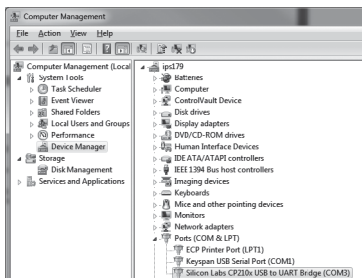 Computer Management
File Action View Help
Computer Management (Local
System Tools
Task Scheduler
Event Viewer
Shared Folders
Local Users and Groups
Performance
Device Manager
Storage
Disk Management
Services and Applications
ips179
Batteries
Computer
ControlVault Device
Disk drives
Display adapters
DVD/CD-ROM drives
Human Interface Devices
IDE ATA/ATAPI controllers
IEEE 1394 Bus host controllers
Imaging devices
Keyboards
Mice and other pointing devices
Monitors
Network adapters
Ports (COM & LPT)
ECP Printer Port (LPT1)
Keyspan USB Serial Port (COM1)
Silicon Labs CP210x USB to UART Bridge (COM3)